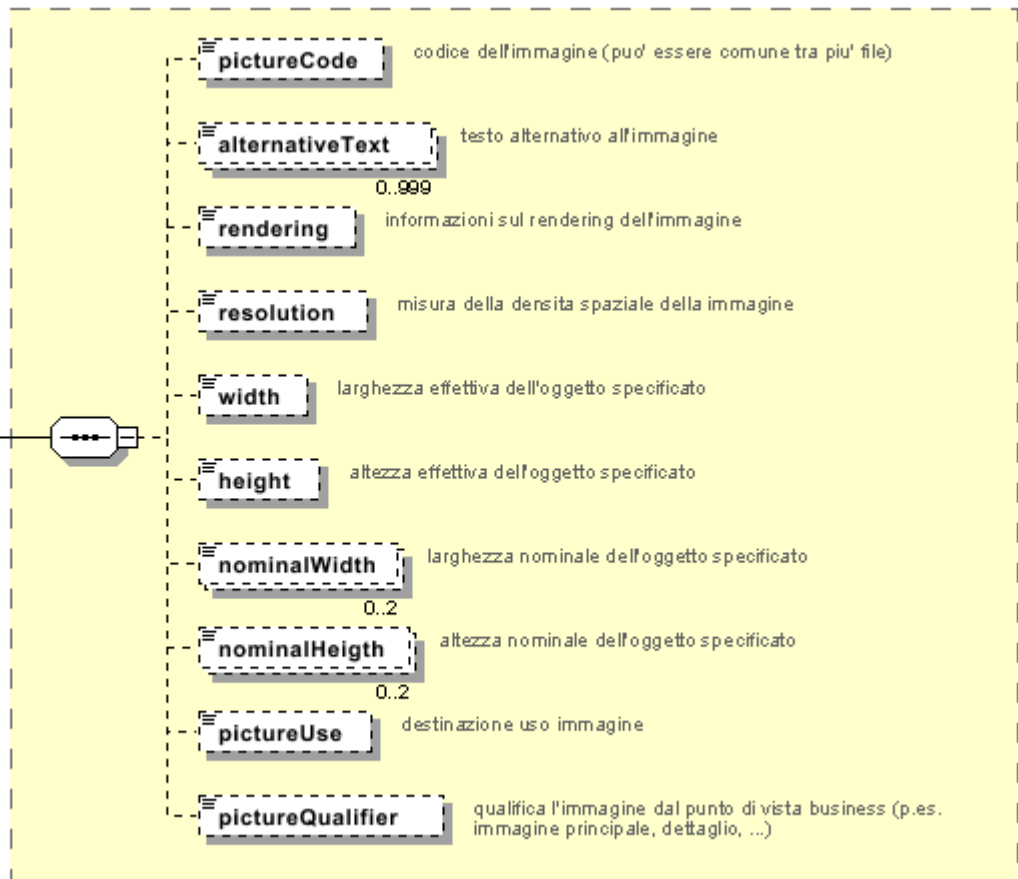 pictureCode
codice dell'immagine (puo' essere comune tra piu' file)
alternativeText
testo alternativo all'immagine
0..999
rendering
informazioni sul rendering dell'immagine
resolution
misura della densita spaziale della immagine
width
larghezza effettiva dell'oggetto specificato
height
altezza effettiva dell'oggetto specificato
nominalWidth
larghezza nominale dell'oggetto specificato
0..2
nominalHeigth
altezza nominale dell'oggetto specificato
0..2
pictureUse
destinazione uso immagine
pictureQualifier
qualifica l'immagine dal punto di vista business (p.es.
immagine principale, dettaglio, ...)